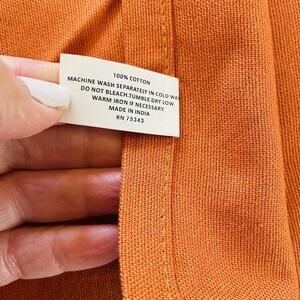 100% COTTON
MACHINE WASH SEPARATELY IN COLD WA
DO NOT BLEACH.TUMBLE DRY LOW.
WARM IRON IF NECESSARY
MADE IN INDIA
RN 75343